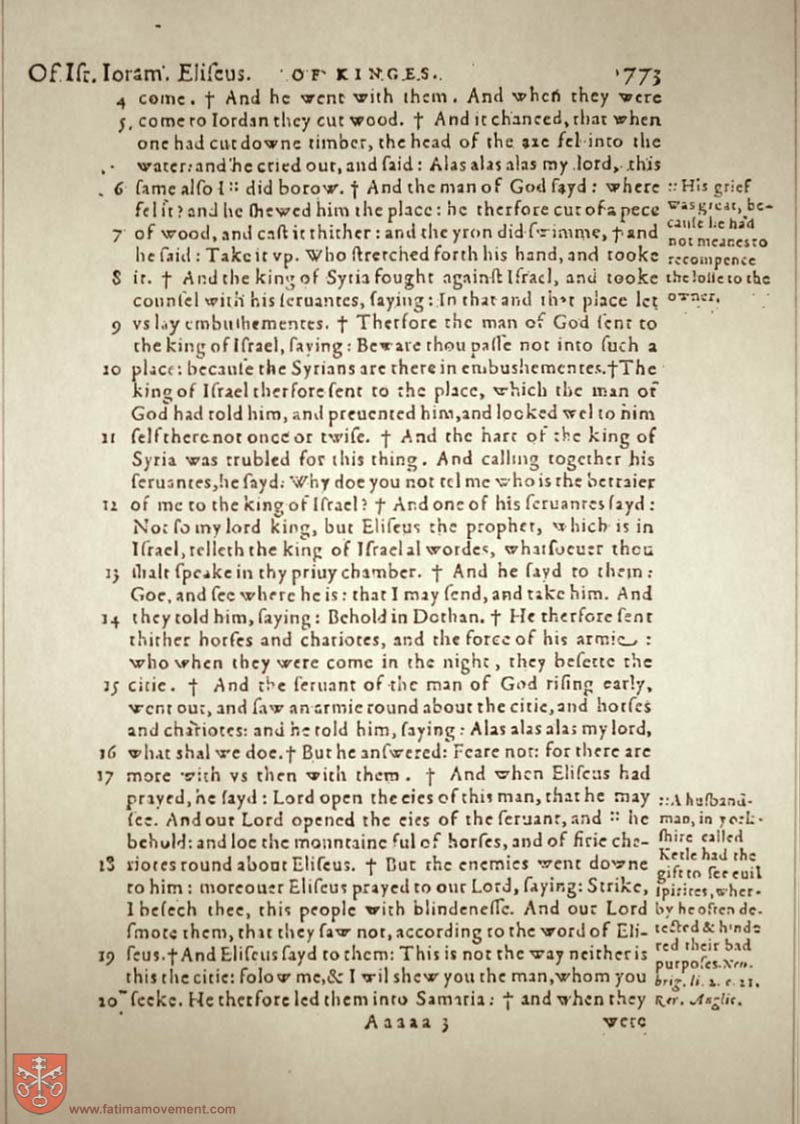 Of Iſr. Ioram. Eliſeus. OF KINGES. 773
4 come. † And he went with them. And when they were
5 come to Iordan they cut wood. † And it chanced, that when
one had cut downe timber, the head of the axe fel into the
water: and he cried out, and ſaid: Alas alas alas my lord, this
6 ſame alſo I :: did borow. † And the man of God ſayd: where
fel it? and he ſhewed him the place: he therfore cut of a pece
7 of wood, and caſt it thither: and the yron did ſwimme, † and
he ſaid: Take it vp. Who ſtretched forth his hand, and tooke
8 it. † And the king of Syria fought againſt Iſrael, and tooke
counſel with his ſeruantes, ſaying: In that and that place let
9 vs lay embuſhementes. † Therfore the man of God ſent to
the king of Iſrael, ſaying: Beware thou paſſe not into ſuch a
10 place: becauſe the Syrians are there in embuſhementes. † The
king of Iſrael therfore ſent to the place, which the man of
God had told him, and preuented him, and looked wel to him
11 ſelf there not once or twiſe. † And the hart of the king of
Syria was trubled for this thing. And calling together his
ſeruantes, he ſayd: Why doe you not tel me who is the betraier
12 of me to the king of Iſrael? † And one of his ſeruantes ſayd:
Not ſo my lord king, but Eliſeus the prophet, which is in
Iſrael, telleth the king of Iſrael al wordes, whatſoeuer thou
13 ſhalt ſpeake in thy priuy chamber. † And he ſayd to them:
Goe, and ſee where he is: that I may ſend, and take him. And
14 they told him, ſaying: Behold in Dothan. † He therfore ſent
thither horſes and chariotes, and the force of his armie :
who when they were come in the night, they beſette the
15 citie. † And the ſeruant of the man of God riſing early,
went out, and ſaw an armie round about the citie, and horſes
and chariotes: and he told him, ſaying: Alas alas alas my lord,
16 what shal we doe. † But he anſwered: Feare not: for there are
17 more with vs then with them. † And when Eliſeus had
prayed, he ſayd: Lord open the eies of this man, that he may
ſee. And our Lord opened the eies of the ſeruant, and :: he
behold: and loe the mountaine ful of horſes, and of firie cha-
18 riotes round about Eliſeus. † But the enemies went downe
to him: moreouer Eliſeus prayed to our Lord, ſaying: Strike,
I beſech thee, this people with blindeneſſe. And our Lord
ſmote them, that they ſaw not, according to the word of Eli-
19 ſeus. † And Eliſeus ſayd to them: This is not the way neither is
this the citie: folow me, & I wil shew you the man, whom you
20 ſeeke. He therfore led them into Samaria: † and when they
Aaaaa 3 were
:: His grief
was great, be-
cauſe he had
not meanes to
recompence
the loſſe to the
owner.
:: A huſband-
man, in york-
ſhire called
Ketle had the
gift to ſee euil
ſpirites, wher-
by he often de-
tected & hinde
red their bad
purpoſes. Neu.
brig. li. 2. c. 21.
Rer. Anglic.
www.fatimamovement.com